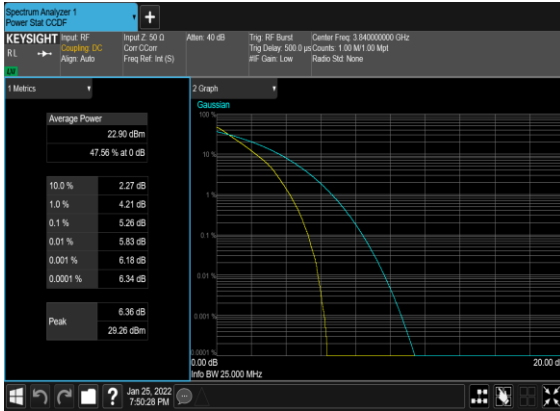 Spectrum Analyzer 1
Power Stat CCDF
KEYSIGHT Input: RF Input Z: 50 Ω Atten: 40 dB Trig: RF Burst Center Freq: 3.840000000 GHz
RL Coupling: DC Corr CCorr Trig Delay: 500.0 µs Counts: 1.00 M/1.00 Mpt
Align: Auto Freq Ref: Int (S) #IF Gain: Low Radio Std: None
1 Metrics
2 Graph
Average Power
22.90 dBm
47.56 % at 0 dB
10.0 % 2.27 dB
1.0 % 4.21 dB
0.1 % 5.26 dB
0.01 % 5.83 dB
0.001 % 6.18 dB
0.0001 % 6.34 dB
Peak
6.36 dB
29.26 dBm
Gaussian
100 %
10 %
1 %
0.1 %
0.01 %
0.001 %
0.0001 %
0.00 dB 20.00 d
Info BW 25.000 MHz
?
Jan 25, 2022
7:50:28 PM